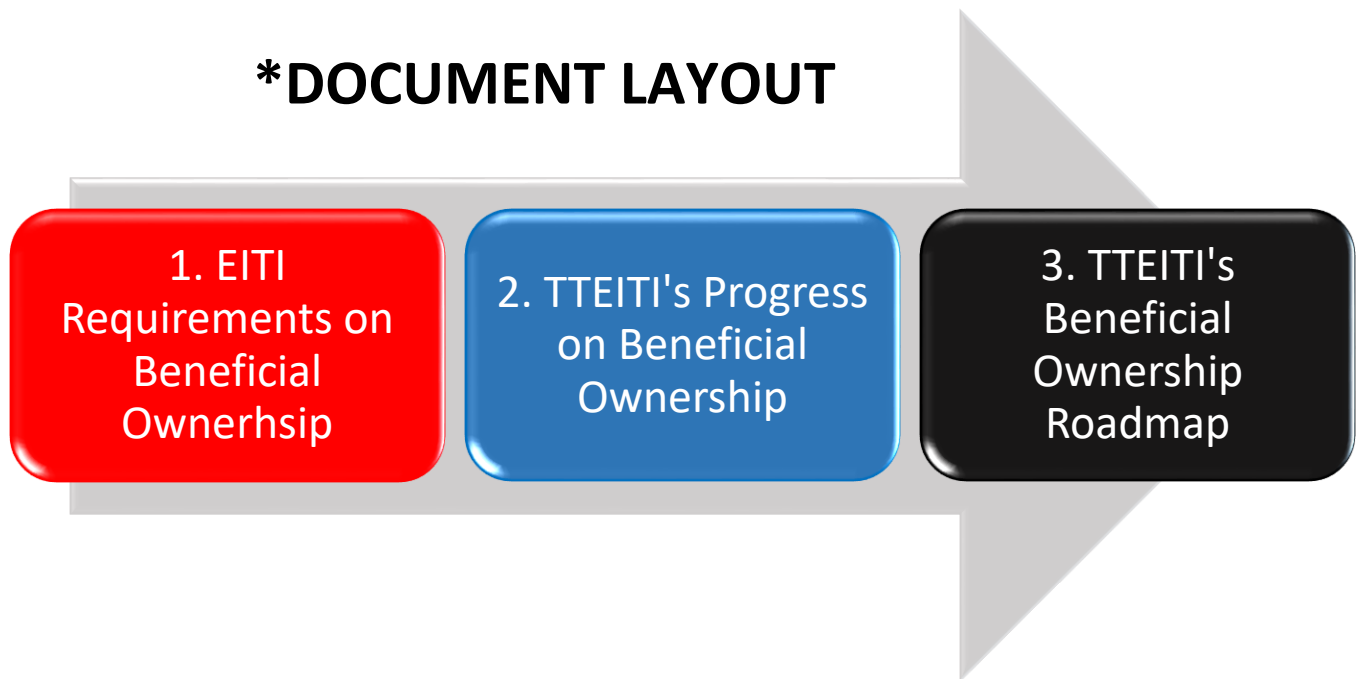 *DOCUMENT LAYOUT
1. EITI
Requirements on
Beneficial
Ownerhsip
2. TTEITI's Progress
on Beneficial
Ownership
3. TTEITI's
Beneficial
Ownership
Roadmap